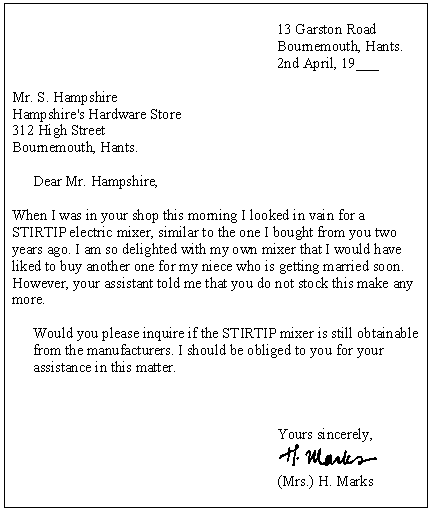 13 Garston Road
Bournemouth, Hants.
2nd April, 19___
Mr. S. Hampshire
Hampshire's Hardware Store
312 High Street
Bournemouth, Hants.
Dear Mr. Hampshire,
When I was in your shop this morning I looked in vain for a
STIRTIP electric mixer, similar to the one I bought from you two
years ago. I am so delighted with my own mixer that I would have
liked to buy another one for my niece who is getting married soon.
However, your assistant told me that you do not stock this make any
more.
Would you please inquire if the STIRTIP mixer is still obtainable
from the manufacturers. I should be obliged to you for your
assistance in this matter.
Yours sincerely,
H. Marks
(Mrs.) H. Marks